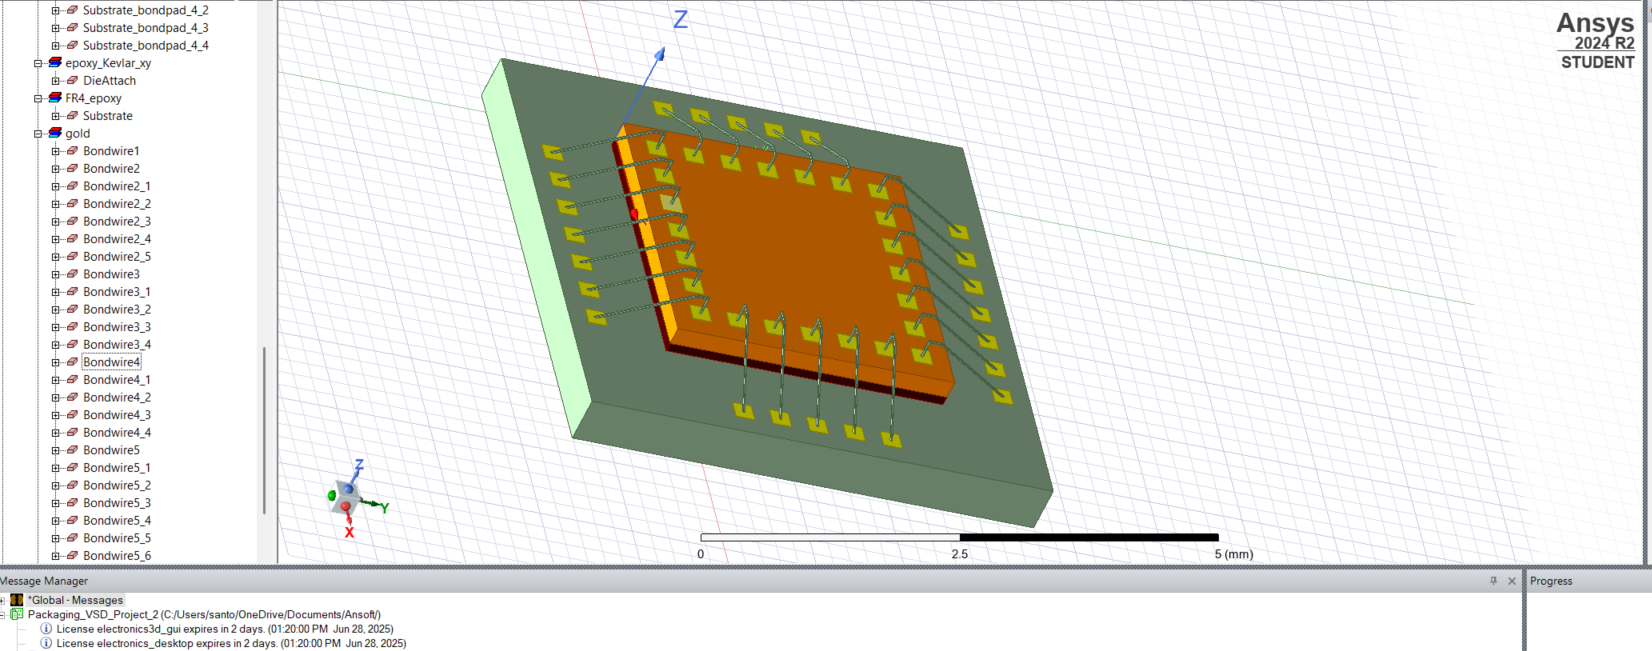 Substrate_bondpad_4_2
Substrate_bondpad_4_3
Substrate_bondpad_4_4
epoxy_Kevlar_xy
DieAttach
FR4_epoxy
Substrate
gold
Bondwire1
Bondwire2
Bondwire2_1
Bondwire2_2
Bondwire2_3
Bondwire2_4
Bondwire2_5
Bondwire3
Bondwire3_1
Bondwire3_2
Bondwire3_3
Bondwire3_4
Bondwire4
Bondwire4_1
Bondwire4_2
Bondwire4_3
Bondwire4_4
Bondwire5
Bondwire5_1
Bondwire5_2
Bondwire5_3
Bondwire5_4
Bondwire5_5
Bondwire5_6
Z
Ansys
2024 R2
STUDENT
Z
Y
X
0 2.5 5 (mm)
Message Manager
*Global - Messages
Packaging_VSD_Project_2 (C:/Users/santo/OneDrive/Documents/Ansoft/)
License electronics3d_gui expires in 2 days. (01:20:00 PM Jun 28, 2025)
License electronics_desktop expires in 2 days. (01:20:00 PM Jun 28, 2025)
Progress